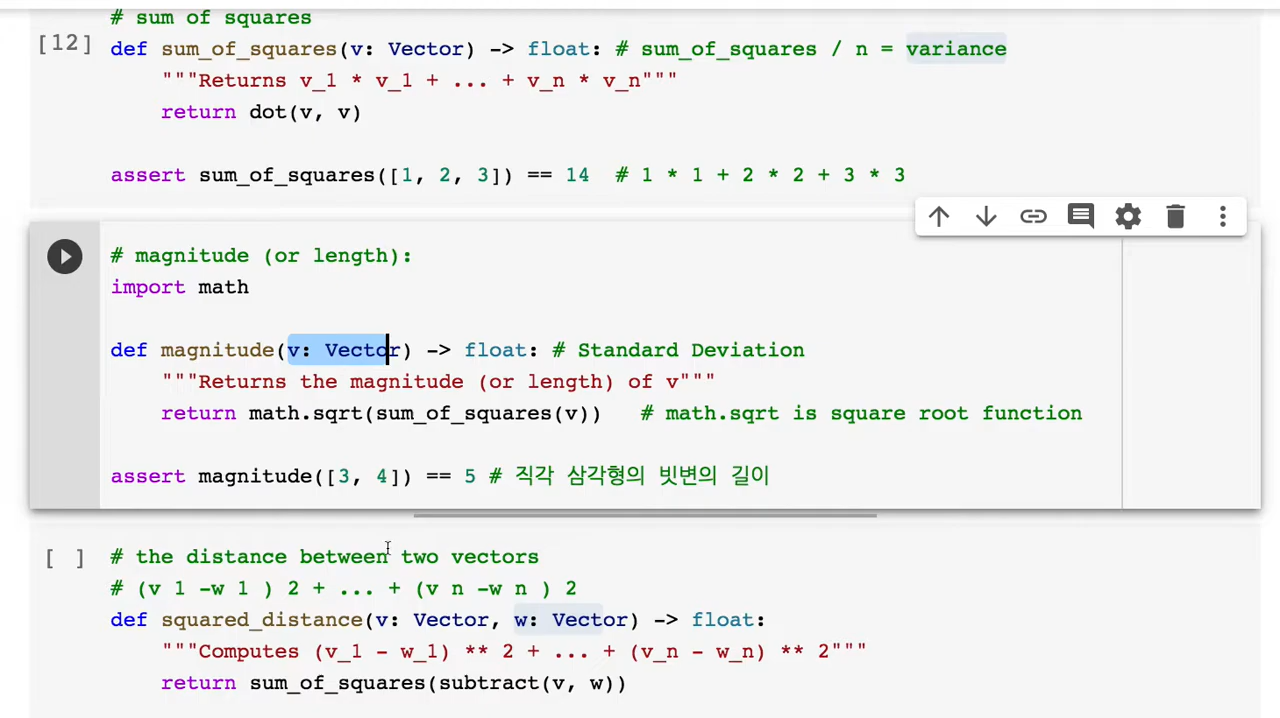 # sum of squares
[12]
def sum_of_squares(v: Vector) -> float: # sum_of_squares / n = variance
"""Returns v_1 * v_1 + ... + v_n * v_n"""
return dot(v, v)
assert sum_of_squares([1, 2, 3]) == 14  # 1 * 1 + 2 * 2 + 3 * 3
# magnitude (or length):
import math
def magnitude(v: Vector) -> float: # Standard Deviation
"""Returns the magnitude (or length) of v"""
return math.sqrt(sum_of_squares(v))   # math.sqrt is square root function
assert magnitude([3, 4]) == 5 # 직각 삼각형의 빗변의 길이
[ ]
# the distance between two vectors
# (v 1 -w 1 ) 2 + ... + (v n -w n ) 2
def squared_distance(v: Vector, w: Vector) -> float:
"""Computes (v_1 - w_1) ** 2 + ... + (v_n - w_n) ** 2"""
return sum_of_squares(subtract(v, w))